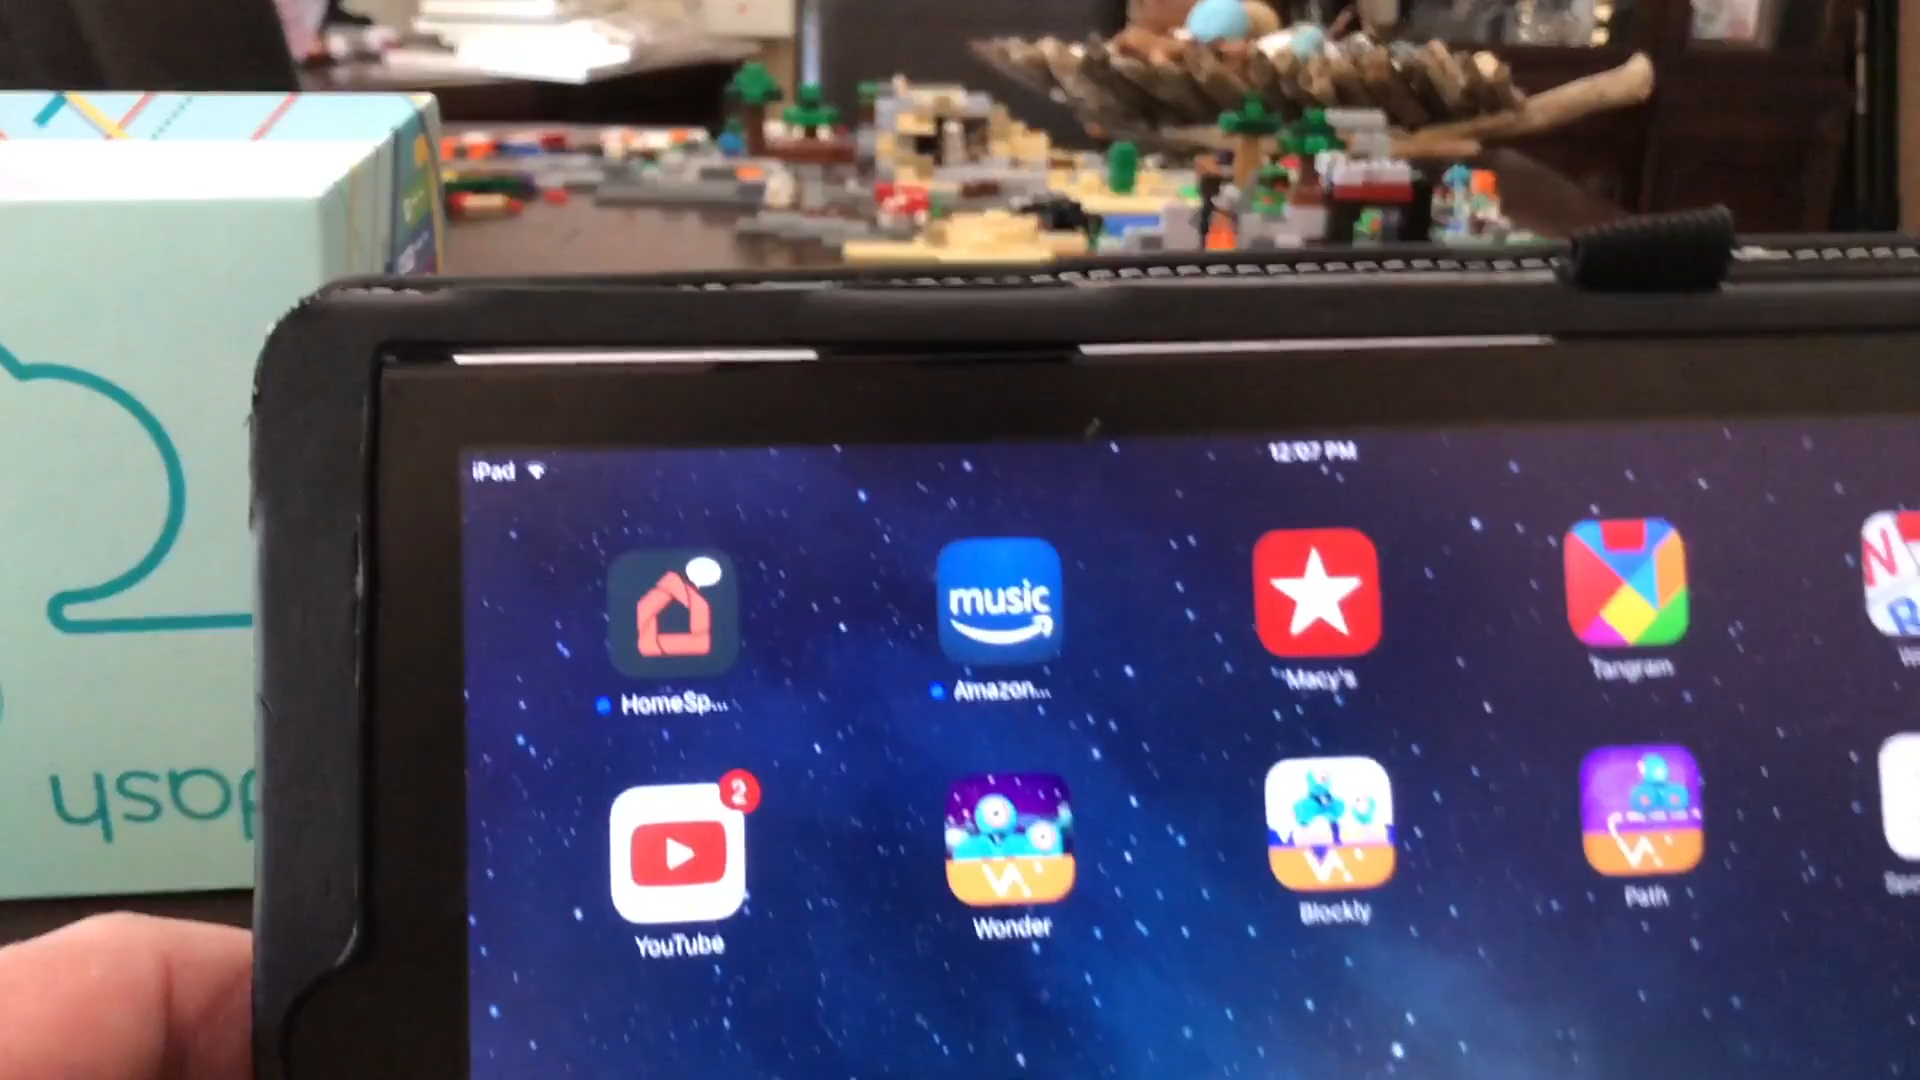 iPad
12:07 PM
music
HomeSp...
Amazon...
Macy's
Tangram
2
YouTube
Wonder
Blockly
Path
dash